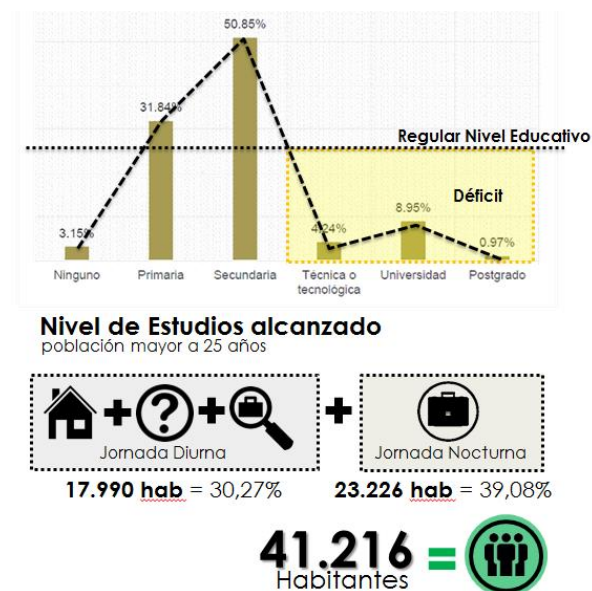 50.85%
31.84%
Regular Nivel Educativo
Déficit
3.15%
4.24%
8.95%
0.97%
Ninguno Primaria Secundaria Técnica o tecnológica Universidad Postgrado
Nivel de Estudios alcanzado
población mayor a 25 años
Jornada Diurna
Jornada Nocturna
17.990 hab = 30,27%
23.226 hab = 39,08%
41.216
Habitantes